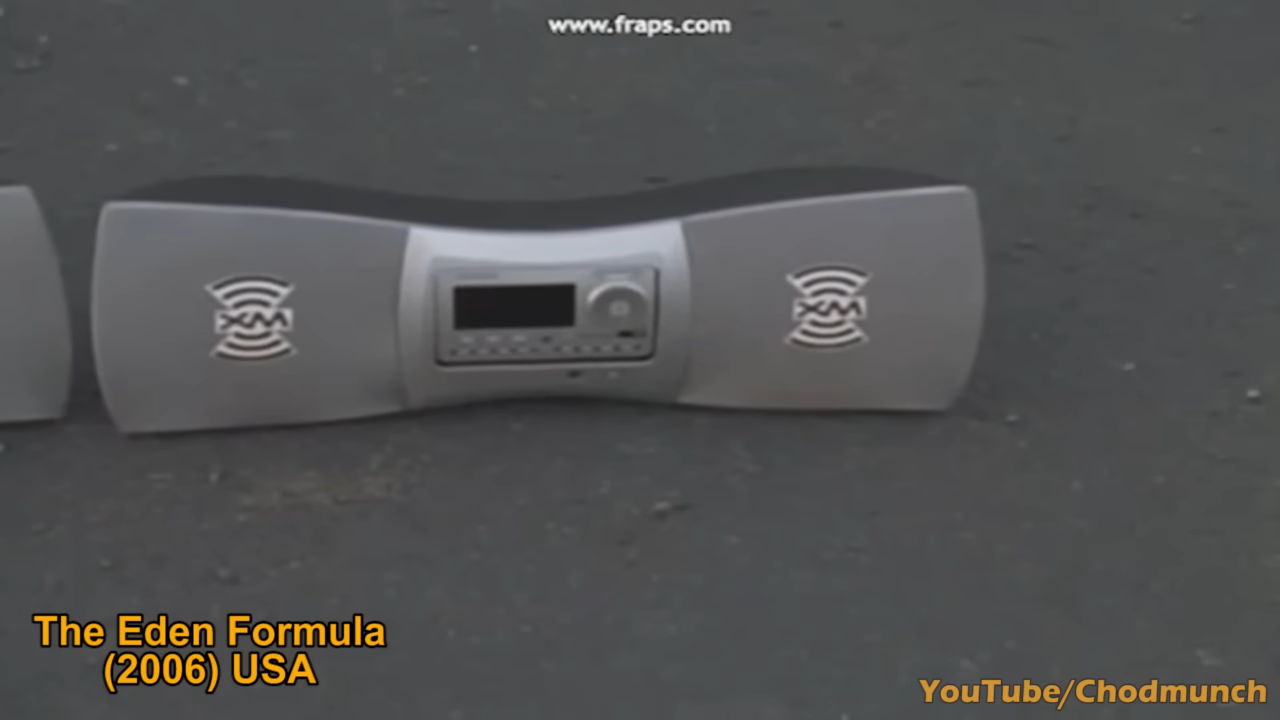 www.fraps.com
XM
XM
The Eden Formula
(2006) USA
YouTube/Chodmunch